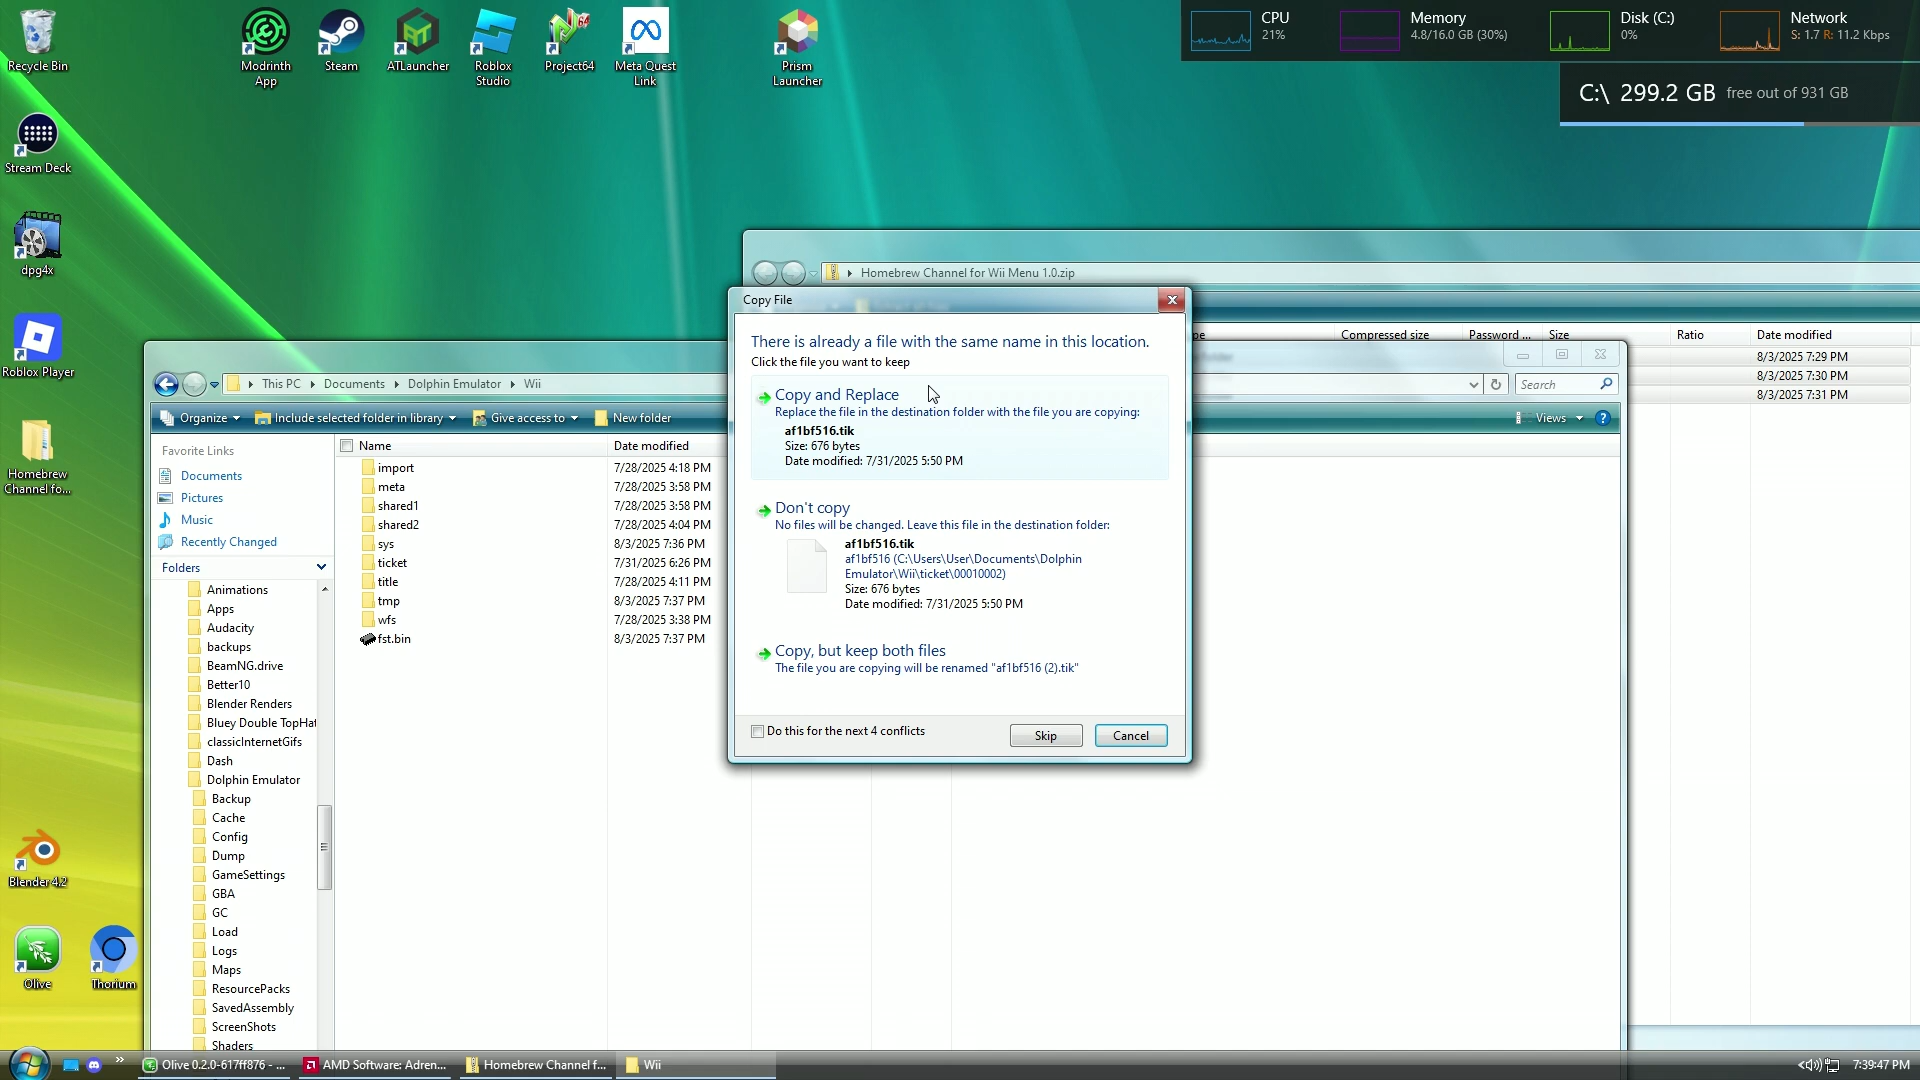 Recycle Bin
Modrinth
App
Steam
ATLauncher
Roblox
Studio
64
Project64
Meta Quest
Link
Prism
Launcher
CPU
21%
Memory
4.8/16.0 GB (30%)
Disk (C:)
0%
Network
S: 1.7 R: 11.2 Kbps
C:\ 299.2 GB free out of 931 GB
Stream Deck
dpg4x
Roblox Player
Homebrew
Channel fo...
Blender 4.2
Olive
Thorium
Homebrew Channel for Wii Menu 1.0.zip
Compressed size
Password ...
Size
Ratio
Date modified
8/3/2025 7:29 PM
8/3/2025 7:30 PM
8/3/2025 7:31 PM
This PC
Documents
Dolphin Emulator
Wii
Search
Organize
Include selected folder in library
Give access to
New folder
Views
Favorite Links
Documents
Pictures
Music
Recently Changed
Folders
Animations
Apps
Audacity
backups
BeamNG.drive
Better10
Blender Renders
Bluey Double TopHat
classicInternetGifs
Dash
Dolphin Emulator
Backup
Cache
Config
Dump
GameSettings
GBA
GC
Load
Logs
Maps
ResourcePacks
SavedAssembly
ScreenShots
Shaders
Name
Date modified
import 7/28/2025 4:18 PM
meta 7/28/2025 3:58 PM
shared1 7/28/2025 3:58 PM
shared2 7/28/2025 4:04 PM
sys 8/3/2025 7:36 PM
ticket 7/31/2025 6:26 PM
title 7/28/2025 4:11 PM
tmp 8/3/2025 7:37 PM
wfs 7/28/2025 3:38 PM
fst.bin 8/3/2025 7:37 PM
Copy File
There is already a file with the same name in this location.
Click the file you want to keep
Copy and Replace
Replace the file in the destination folder with the file you are copying:
af1bf516.tik
Size: 676 bytes
Date modified: 7/31/2025 5:50 PM
Don't copy
No files will be changed. Leave this file in the destination folder:
af1bf516.tik
af1bf516 (C:\Users\User\Documents\Dolphin
Emulator\Wii\ticket\00010002)
Size: 676 bytes
Date modified: 7/31/2025 5:50 PM
Copy, but keep both files
The file you are copying will be renamed "af1bf516 (2).tik"
Do this for the next 4 conflicts
Skip
Cancel
Olive 0.2.0-617ff876 - ...
AMD Software: Adren...
Homebrew Channel f...
Wii
7:39:47 PM